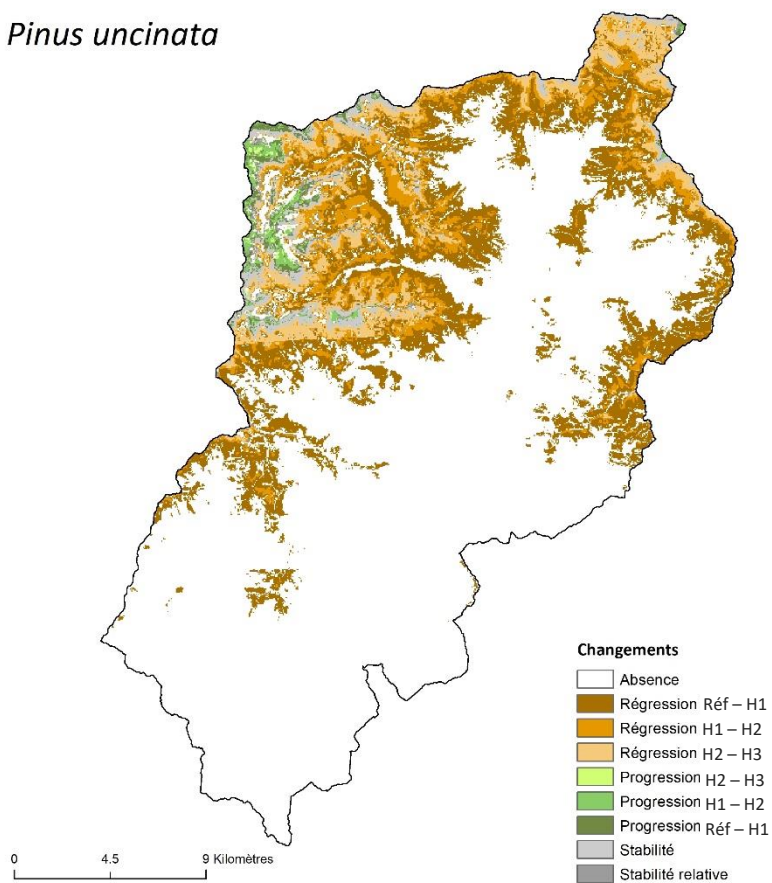 Pinus uncinata
Changements
Absence
Régression Réf – H1
Régression H1 – H2
Régression H2 – H3
Progression H2 – H3
Progression H1 – H2
Progression Réf – H1
Stabilité
Stabilité relative
0 4.5 9 Kilomètres